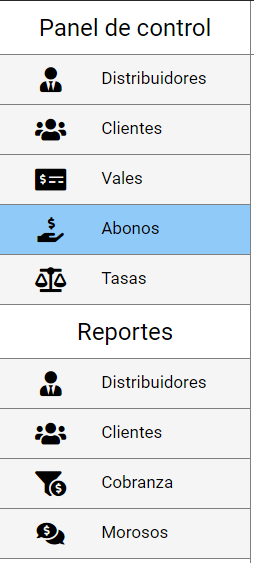 Panel de control
Distribuidores
Clientes
Vales
Abonos
Tasas
Reportes
Distribuidores
Clientes
Cobranza
Morosos